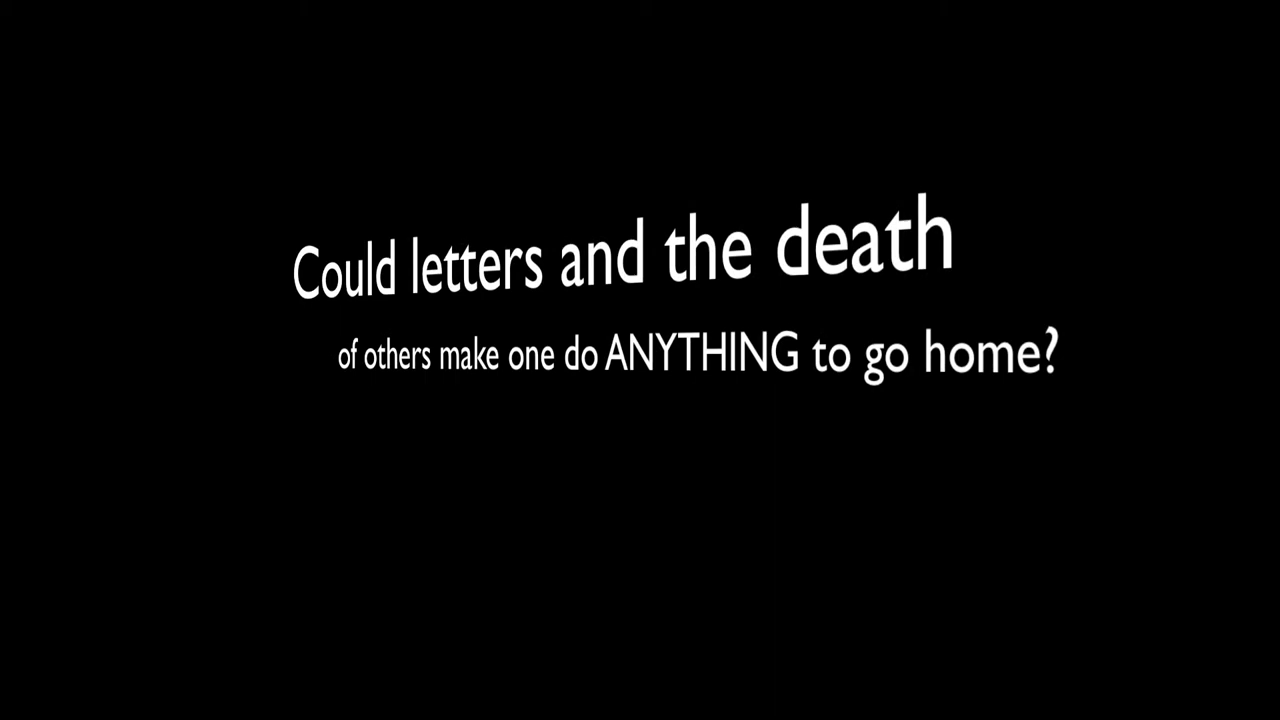 Could letters and the death
of others make one do ANYTHING to go home?